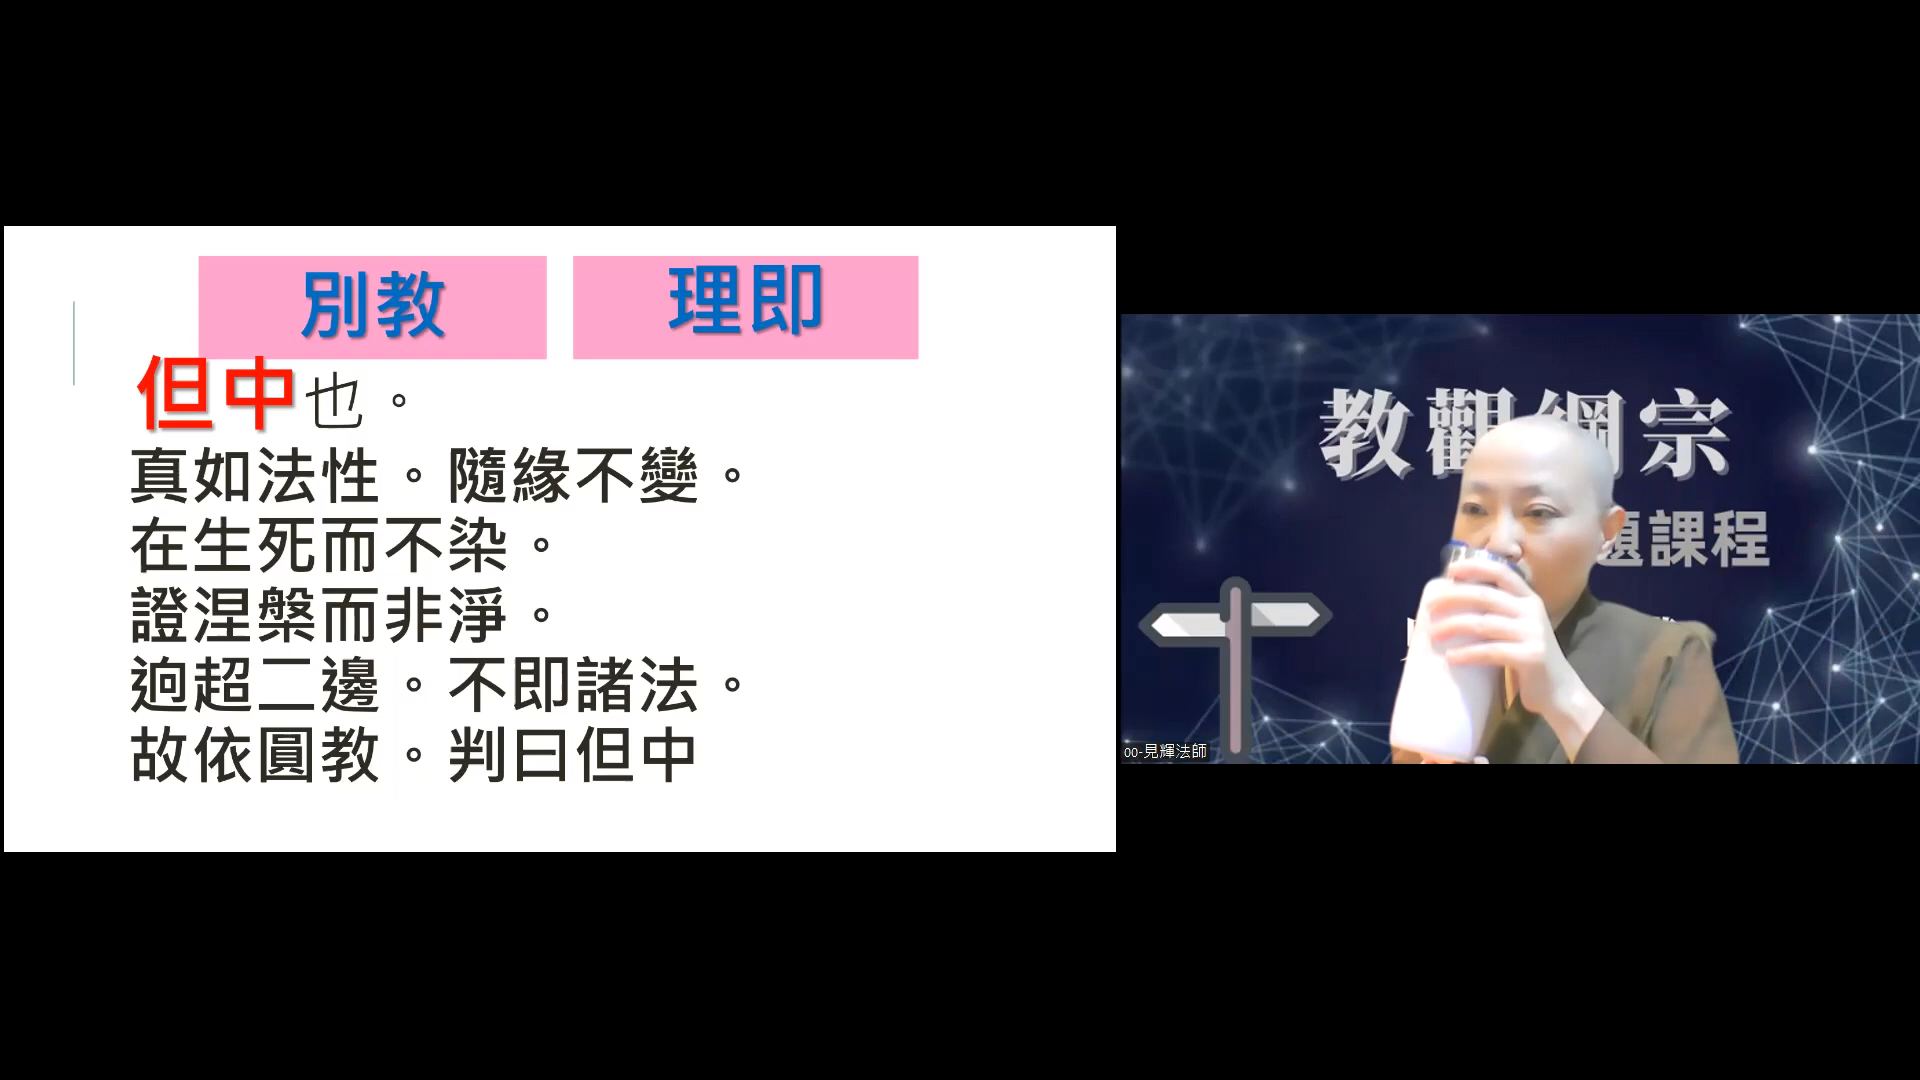 別教 理即
但中也。
真如法性。隨緣不變。
在生死而不染。
證涅槃而非淨。
迥超二邊。不即諸法。
故依圓教。判曰但中
教觀綱宗
題課程
00-見輝法師